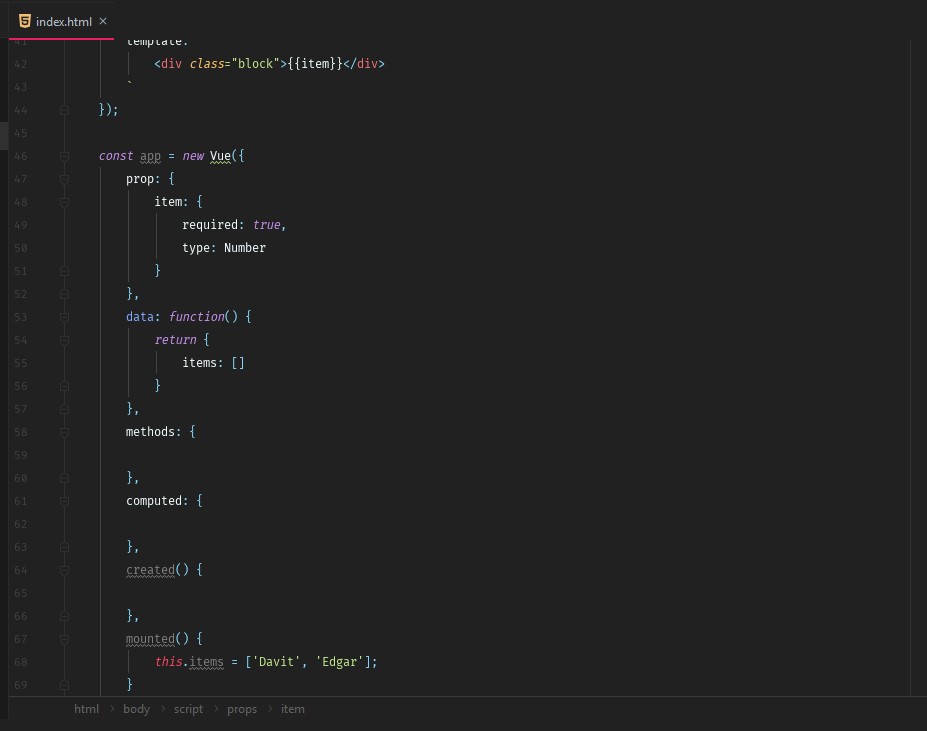 index.html ×
41 template:
42 <div class="block">{{item}}</div>
43 `
44 });
45
46 const app = new Vue({
47 prop: {
48 item: {
49 required: true,
50 type: Number
51 }
52 },
53 data: function() {
54 return {
55 items: []
56 }
57 },
58 methods: {
59
60 },
61 computed: {
62
63 },
64 created() {
65
66 },
67 mounted() {
68 this.items = ['Davit', 'Edgar'];
69 }
html › body › script › props › item